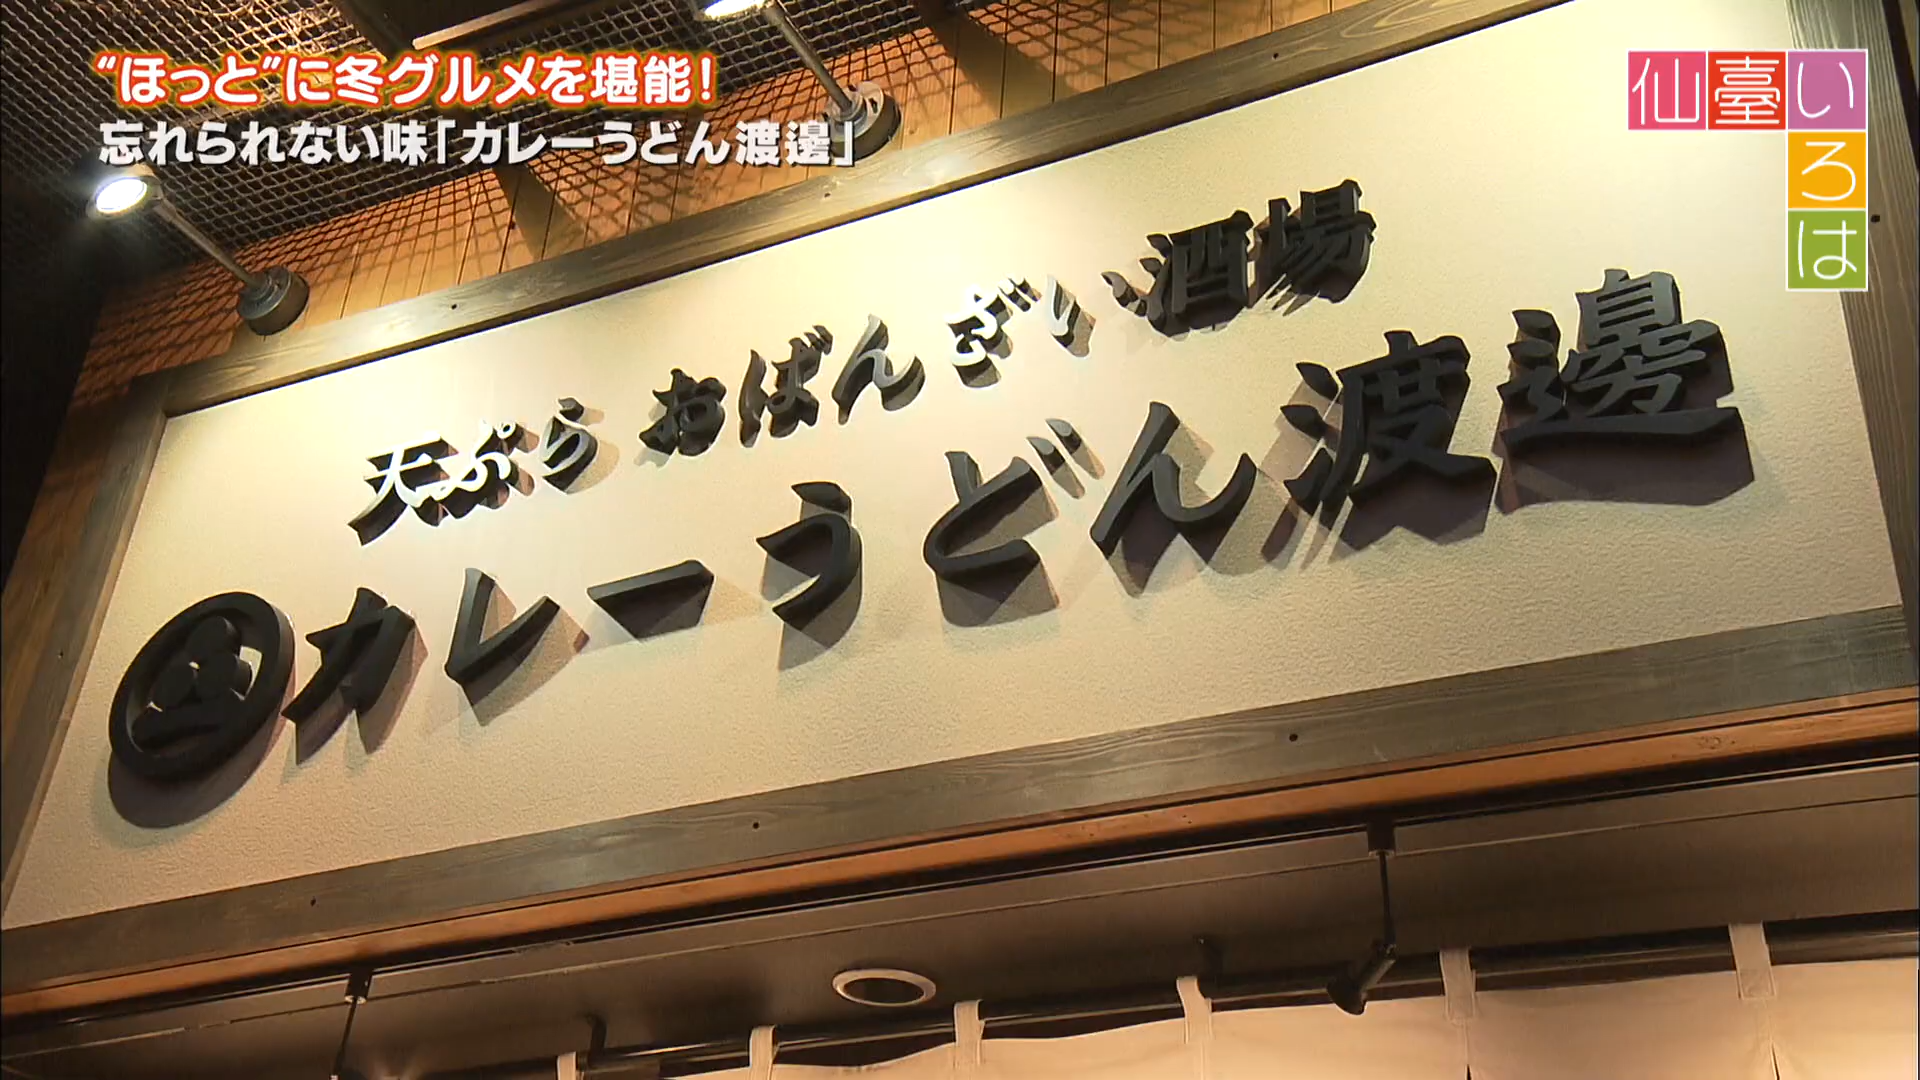 “ほっと”に冬グルメを堪能！
忘れられない味「カレーうどん渡邊」
仙臺いろは
天ぷら おばんざい酒場
カレーうどん渡邊